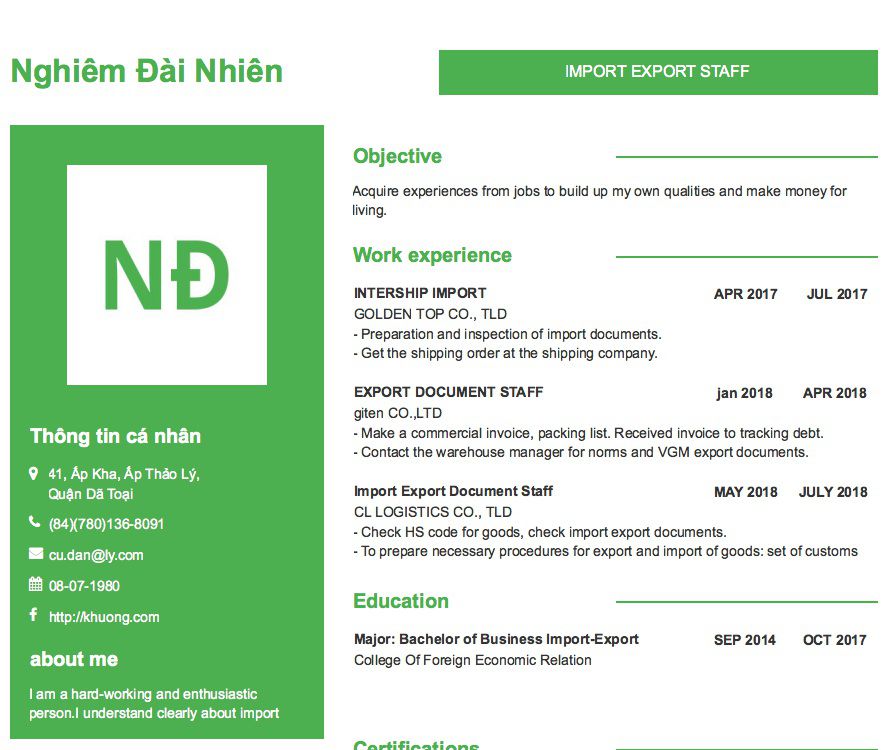 Nghiêm Đài Nhiên
IMPORT EXPORT STAFF
NĐ
Thông tin cá nhân
41, Ấp Kha, Ấp Thảo Lý,
Quận Dã Toại
(84)(780)136-8091
cu.dan@ly.com
08-07-1980
http://khuong.com
about me
I am a hard-working and enthusiastic
person.I understand clearly about import
Objective
Acquire experiences from jobs to build up my own qualities and make money for
living.
Work experience
INTERSHIP IMPORT APR 2017 JUL 2017
GOLDEN TOP CO., TLD
- Preparation and inspection of import documents.
- Get the shipping order at the shipping company.
EXPORT DOCUMENT STAFF jan 2018 APR 2018
giten CO.,LTD
- Make a commercial invoice, packing list. Received invoice to tracking debt.
- Contact the warehouse manager for norms and VGM export documents.
Import Export Document Staff MAY 2018 JULY 2018
CL LOGISTICS CO., TLD
- Check HS code for goods, check import export documents.
- To prepare necessary procedures for export and import of goods: set of customs
Education
Major: Bachelor of Business Import-Export SEP 2014 OCT 2017
College Of Foreign Economic Relation
Certifications